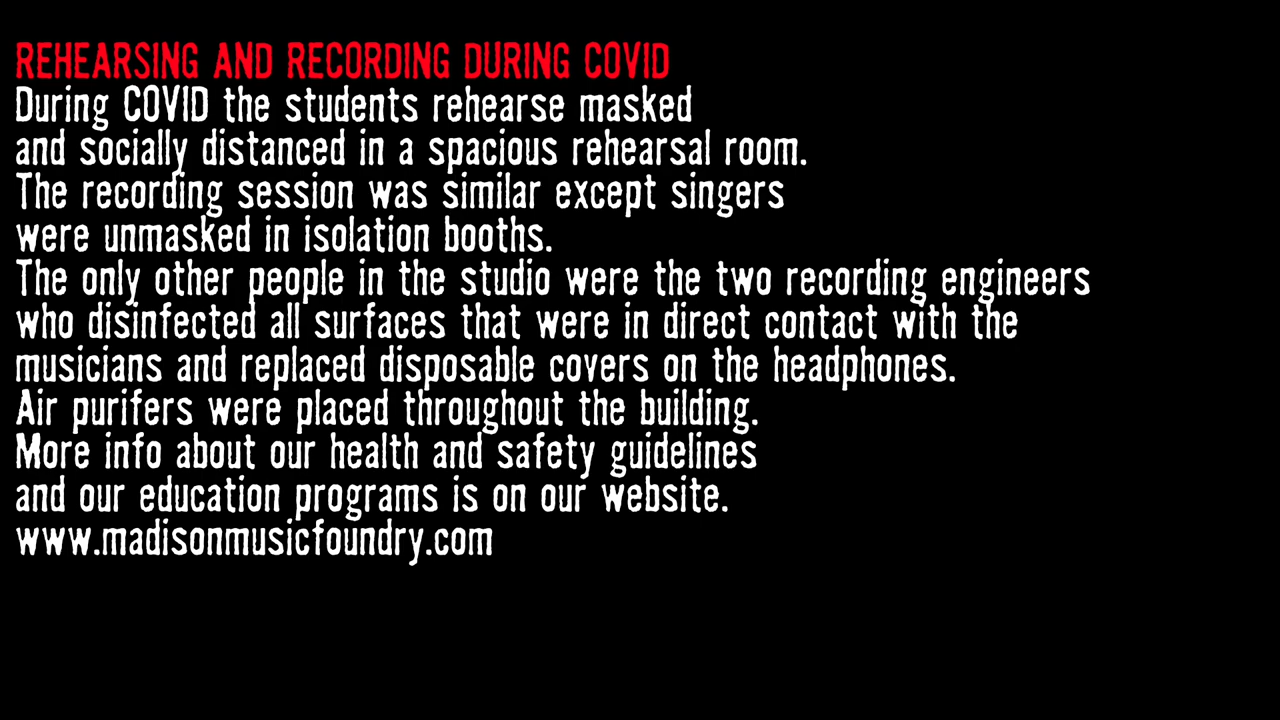 REHEARSING AND RECORDING DURING COVID
During COVID the students rehearse masked
and socially distanced in a spacious rehearsal room.
The recording session was similar except singers
were unmasked in isolation booths.
The only other people in the studio were the two recording engineers
who disinfected all surfaces that were in direct contact with the
musicians and replaced disposable covers on the headphones.
Air purifers were placed throughout the building.
More info about our health and safety guidelines
and our education programs is on our website.
www.madisonmusicfoundry.com